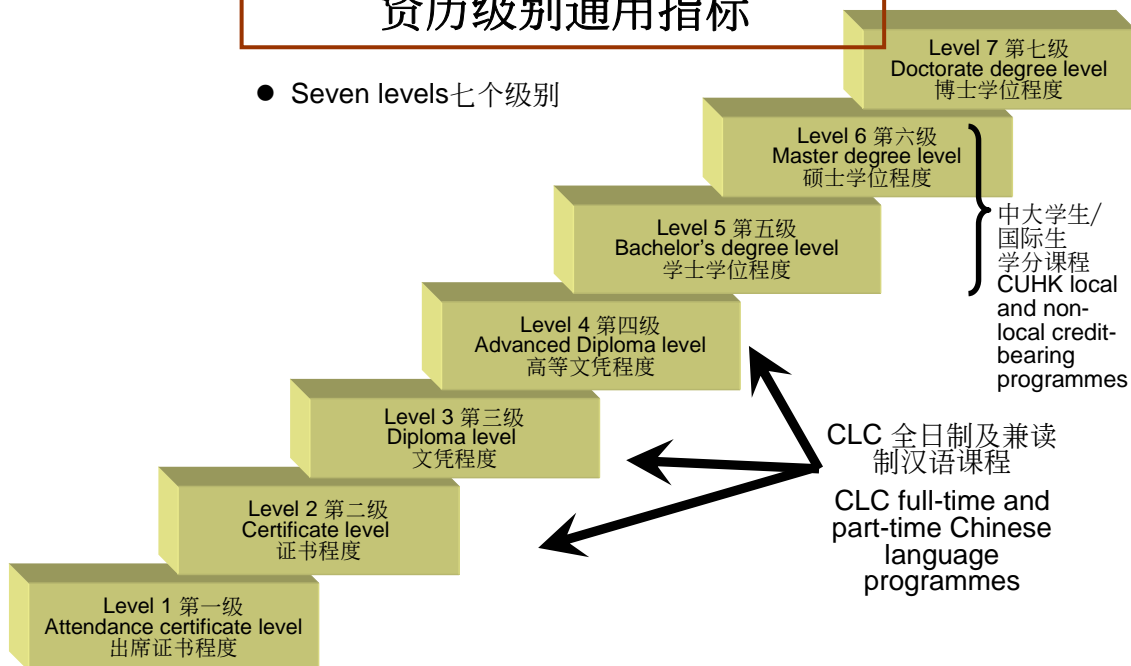 资历级别通用指标
● Seven levels七个级别
Level 7 第七级
Doctorate degree level
博士学位程度
Level 6 第六级
Master degree level
硕士学位程度
中大学生/
国际生
学分课程
CUHK local
and non-
local credit-
bearing
programmes
Level 5 第五级
Bachelor's degree level
学士学位程度
Level 4 第四级
Advanced Diploma level
高等文凭程度
Level 3 第三级
Diploma level
文凭程度
CLC 全日制及兼读
制汉语课程
CLC full-time and
part-time Chinese
language
programmes
Level 2 第二级
Certificate level
证书程度
Level 1 第一级
Attendance certificate level
出席证书程度